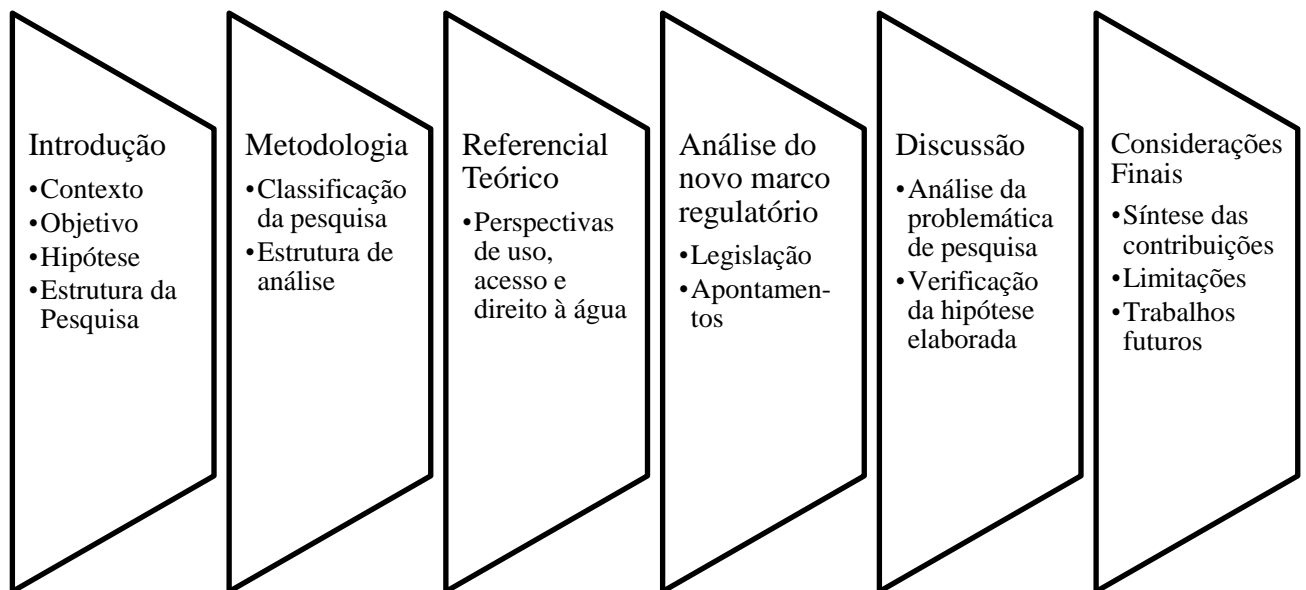 Introdução
•Contexto
•Objetivo
•Hipótese
•Estrutura da
Pesquisa
Metodologia
•Classificação
da pesquisa
•Estrutura de
análise
Referencial
Teórico
•Perspectivas
de uso,
acesso e
direito à água
Análise do
novo marco
regulatório
•Legislação
•Apontamen-
tos
Discussão
•Análise da
problemática
de pesquisa
•Verificação
da hipótese
elaborada
Considerações
Finais
•Síntese das
contribuições
•Limitações
•Trabalhos
futuros